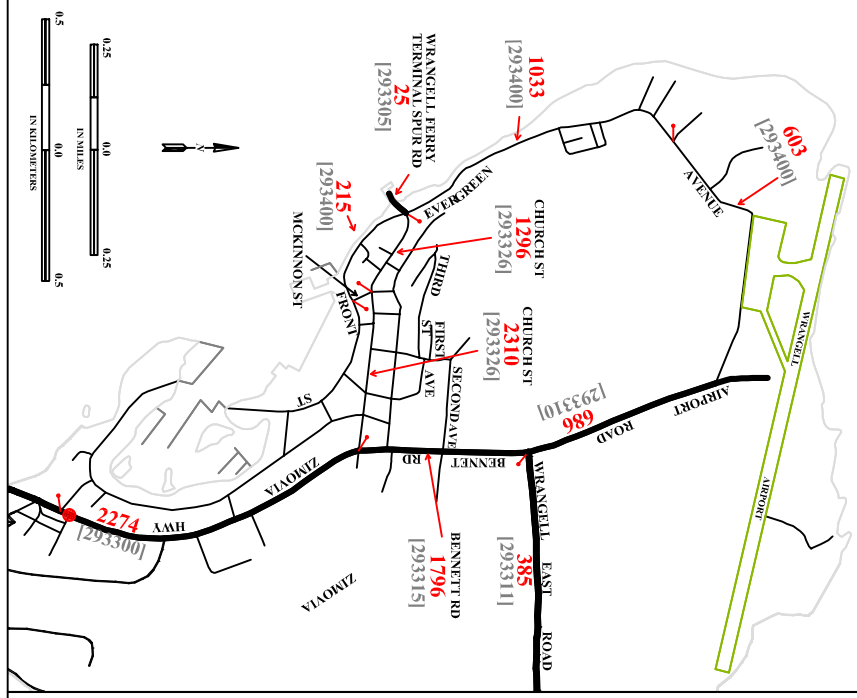 0.5
0.0
0.5
IN KILOMETERS
0.25
0.0
0.25
IN MILES
N
WRANGELL FERRY
TERMINAL SPUR RD
25
[293305]
1033
[293400]
603
[293400]
AVENUE
EVERGREEN
215
[293400]
MCKINNON ST
CHURCH ST
1296
[293326]
THIRD
FRONT
FIRST
ST
AVE
CHURCH ST
2310
[293326]
SECOND AVE
ST
686
[293310]
AIRPORT
ROAD
WRANGELL
AIRPORT
BENNET
RD
ZIMOVIA
HWY
2274
[293300]
BENNETT RD
1796
[293315]
WRANGELL
EAST
ROAD
385
[293311]
ZIMOVIA